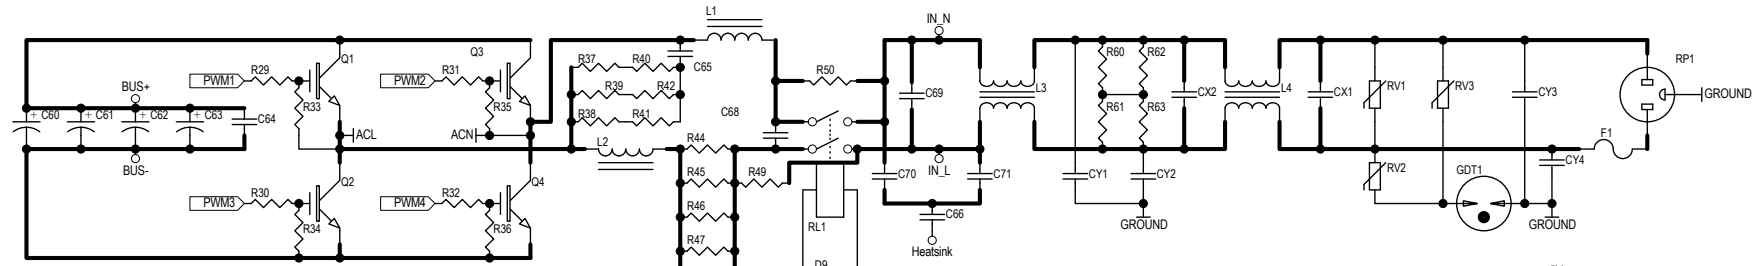 L1
IN_N
Q1
Q3
R37
R40
C65
R50
R60
R62
RP1
PWM1
R29
PWM2
R31
C69
L3
CX2
L4
CX1
RV1
RV3
CY3
GROUND
BUS+
R33
R35
R39
R42
C60
C61
C62
C63
C64
C68
R38
R41
R61
R63
ACL
ACN
F1
L2
R44
BUS-
IN_L
CY4
Q2
Q4
R45
R49
C70
C71
CY1
CY2
RV2
GDT1
PWM3
R30
PWM4
R32
R46
C66
R34
R36
RL1
GROUND
GROUND
R47
Heatsink
D9